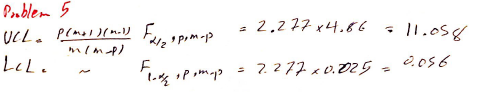 Problem 5
UCL = p(m+1)(m-1) / m(m-p) F α/2, p, m-p = 2.277 x 4.86 = 11.058
LCL = ~ F 1-α/2, p, m-p = 2.277 x 0.025 = 0.056